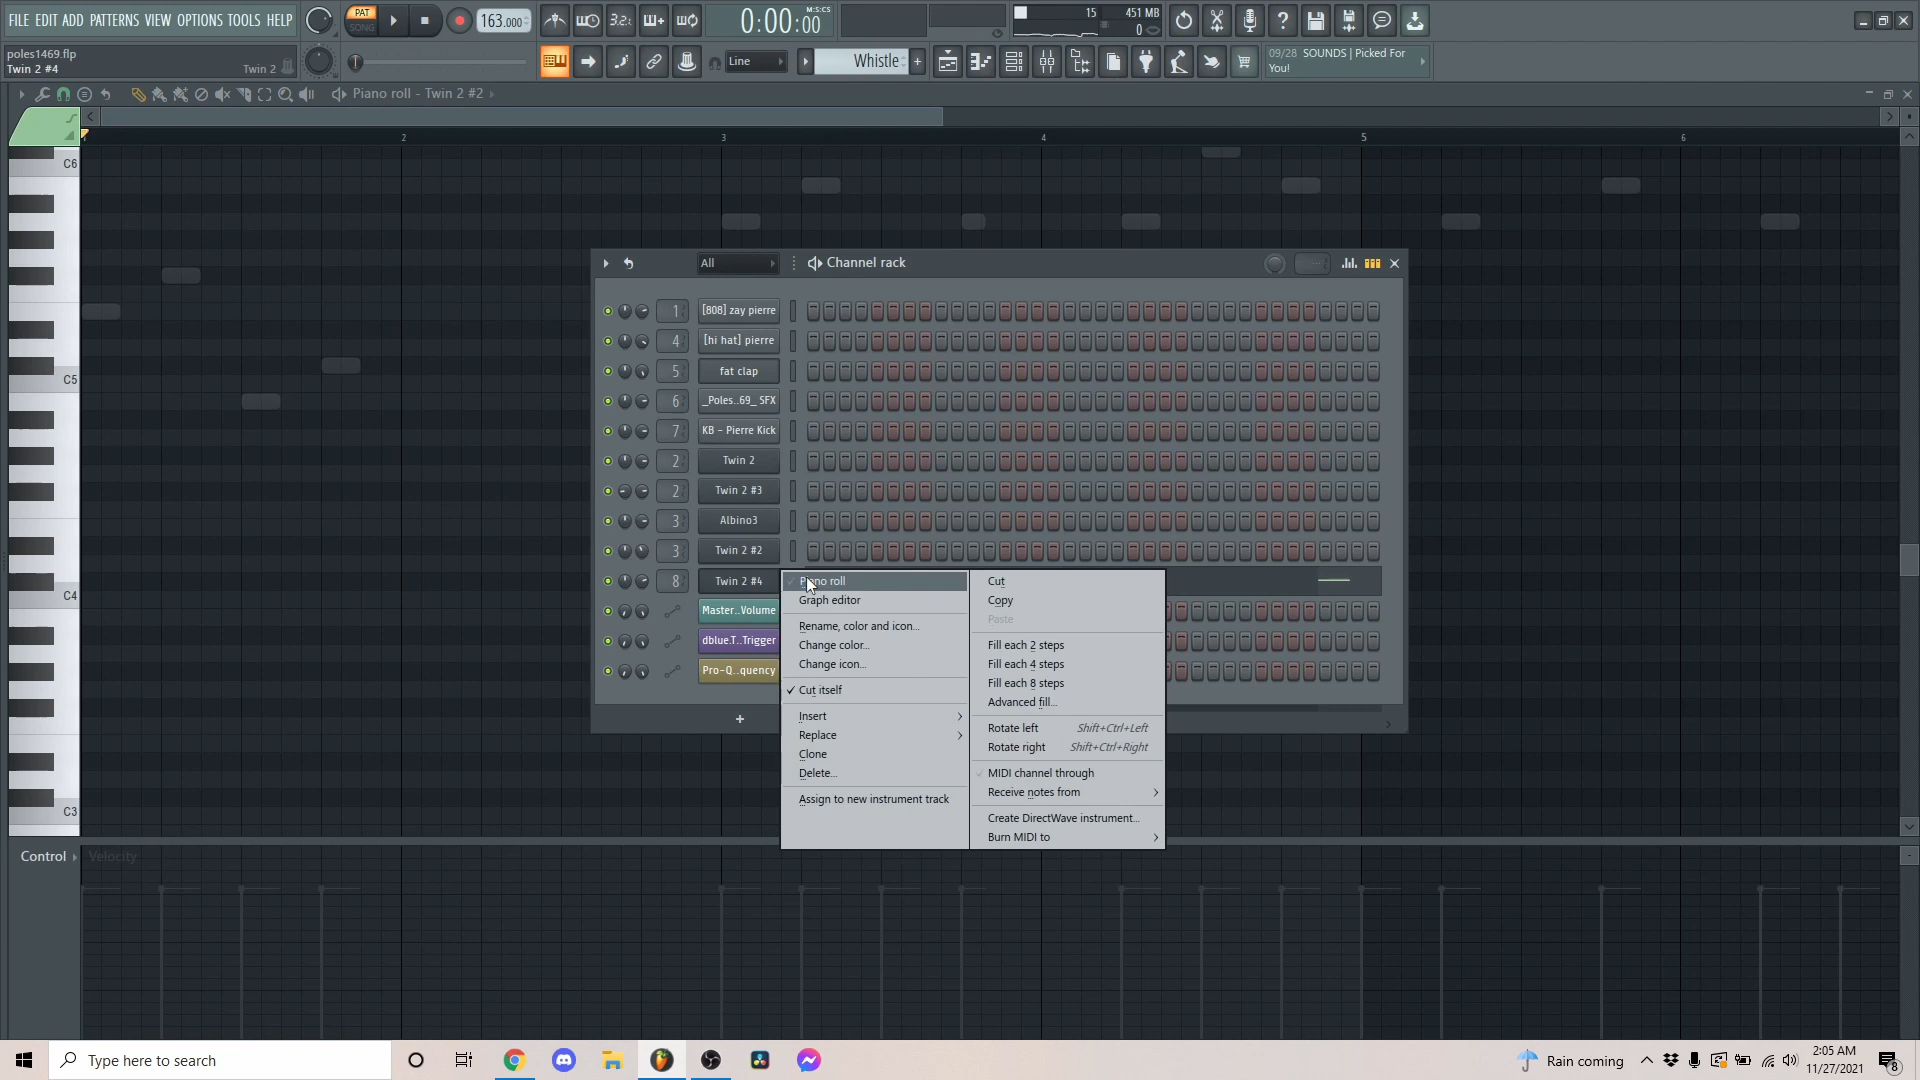 FILE EDIT ADD PATTERNS VIEW OPTIONS TOOLS HELP
PAT
SONG
163.000
3.2
0:00:00
M:S:CS
15
451 MB
0
poles1469.flp
Twin 2 #4
Twin 2
Line
Whistle
09/28 SOUNDS | Picked For
You!
Piano roll - Twin 2 #2
2
3
4
5
6
C6
C5
C4
C3
All
Channel rack
1 [808] zay pierre
4 [hi hat] pierre
5 fat clap
6 _Poles..69_ SFX
7 KB - Pierre Kick
2 Twin 2
2 Twin 2 #3
3 Albino3
3 Twin 2 #2
8 Twin 2 #4
Master..Volume
dblue.T..Trigger
Pro-Q..quency
+
Piano roll
Graph editor
Rename, color and icon...
Change color...
Change icon...
Cut itself
Insert
Replace
Clone
Delete...
Assign to new instrument track
Cut
Copy
Paste
Fill each 2 steps
Fill each 4 steps
Fill each 8 steps
Advanced fill...
Rotate left Shift+Ctrl+Left
Rotate right Shift+Ctrl+Right
MIDI channel through
Receive notes from
Create DirectWave instrument...
Burn MIDI to
Control
Velocity
Type here to search
Rain coming
2:05 AM
11/27/2021
8